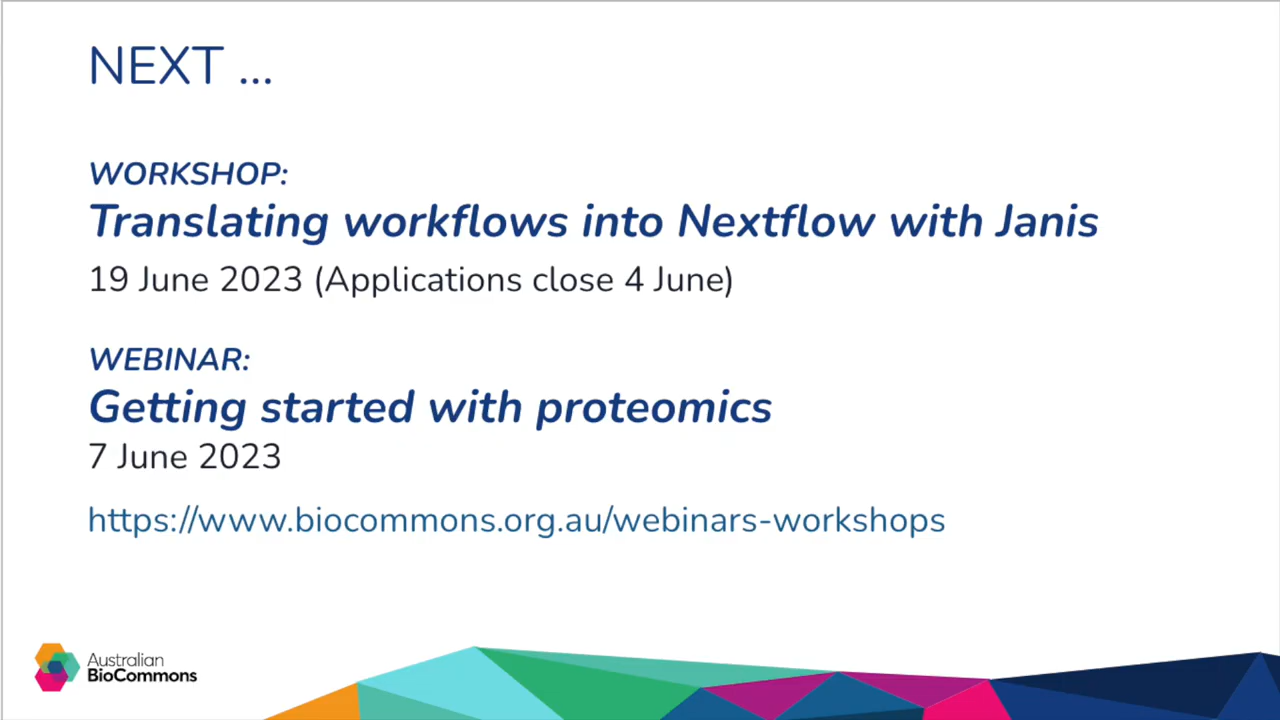 NEXT ...
WORKSHOP:
Translating workflows into Nextflow with Janis
19 June 2023 (Applications close 4 June)
WEBINAR:
Getting started with proteomics
7 June 2023
https://www.biocommons.org.au/webinars-workshops
Australian
BioCommons